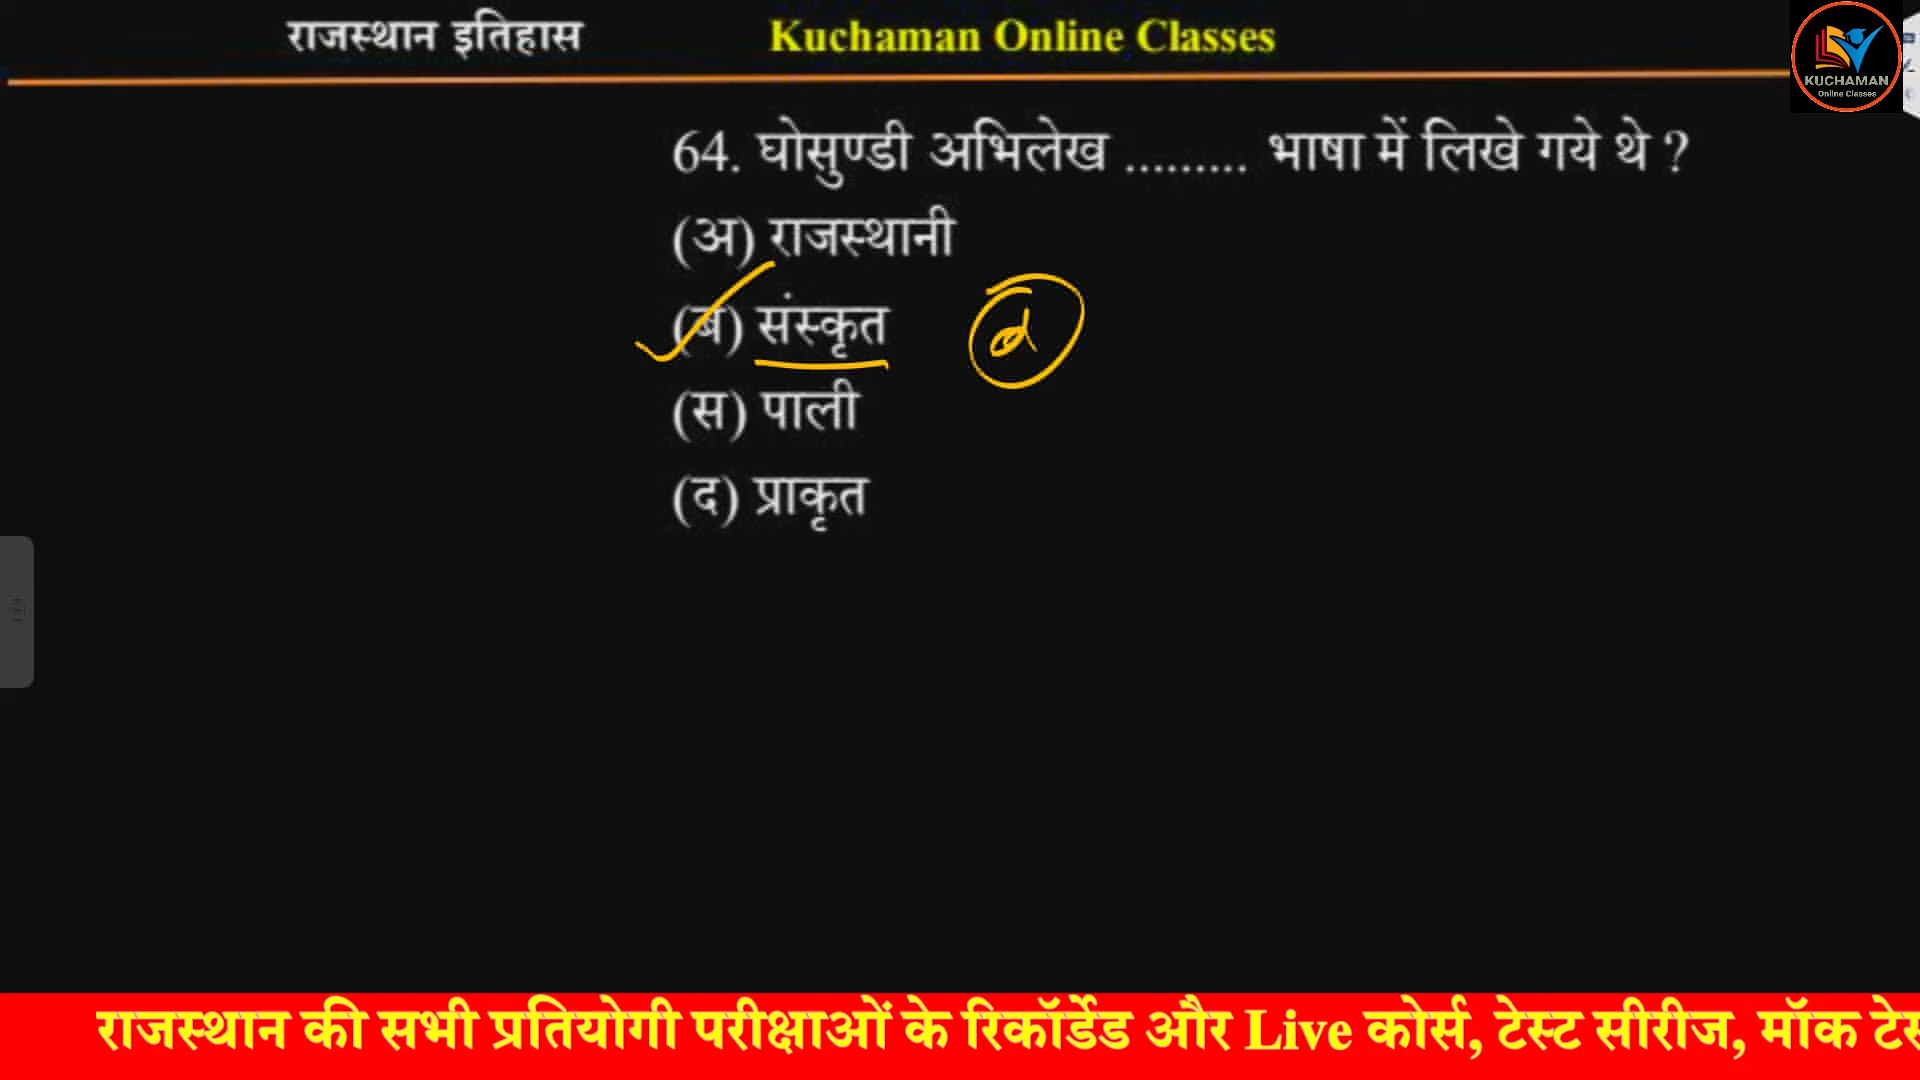 राजस्थान इतिहास
Kuchaman Online Classes
KUCHAMAN
Online Classes
64. घोसुण्डी अभिलेख ......... भाषा में लिखे गये थे ?
(अ) राजस्थानी
(ब) संस्कृत
(स) पाली
(द) प्राकृत
राजस्थान की सभी प्रतियोगी परीक्षाओं के रिकॉर्डेड और Live कोर्स, टेस्ट सीरीज, मॉक